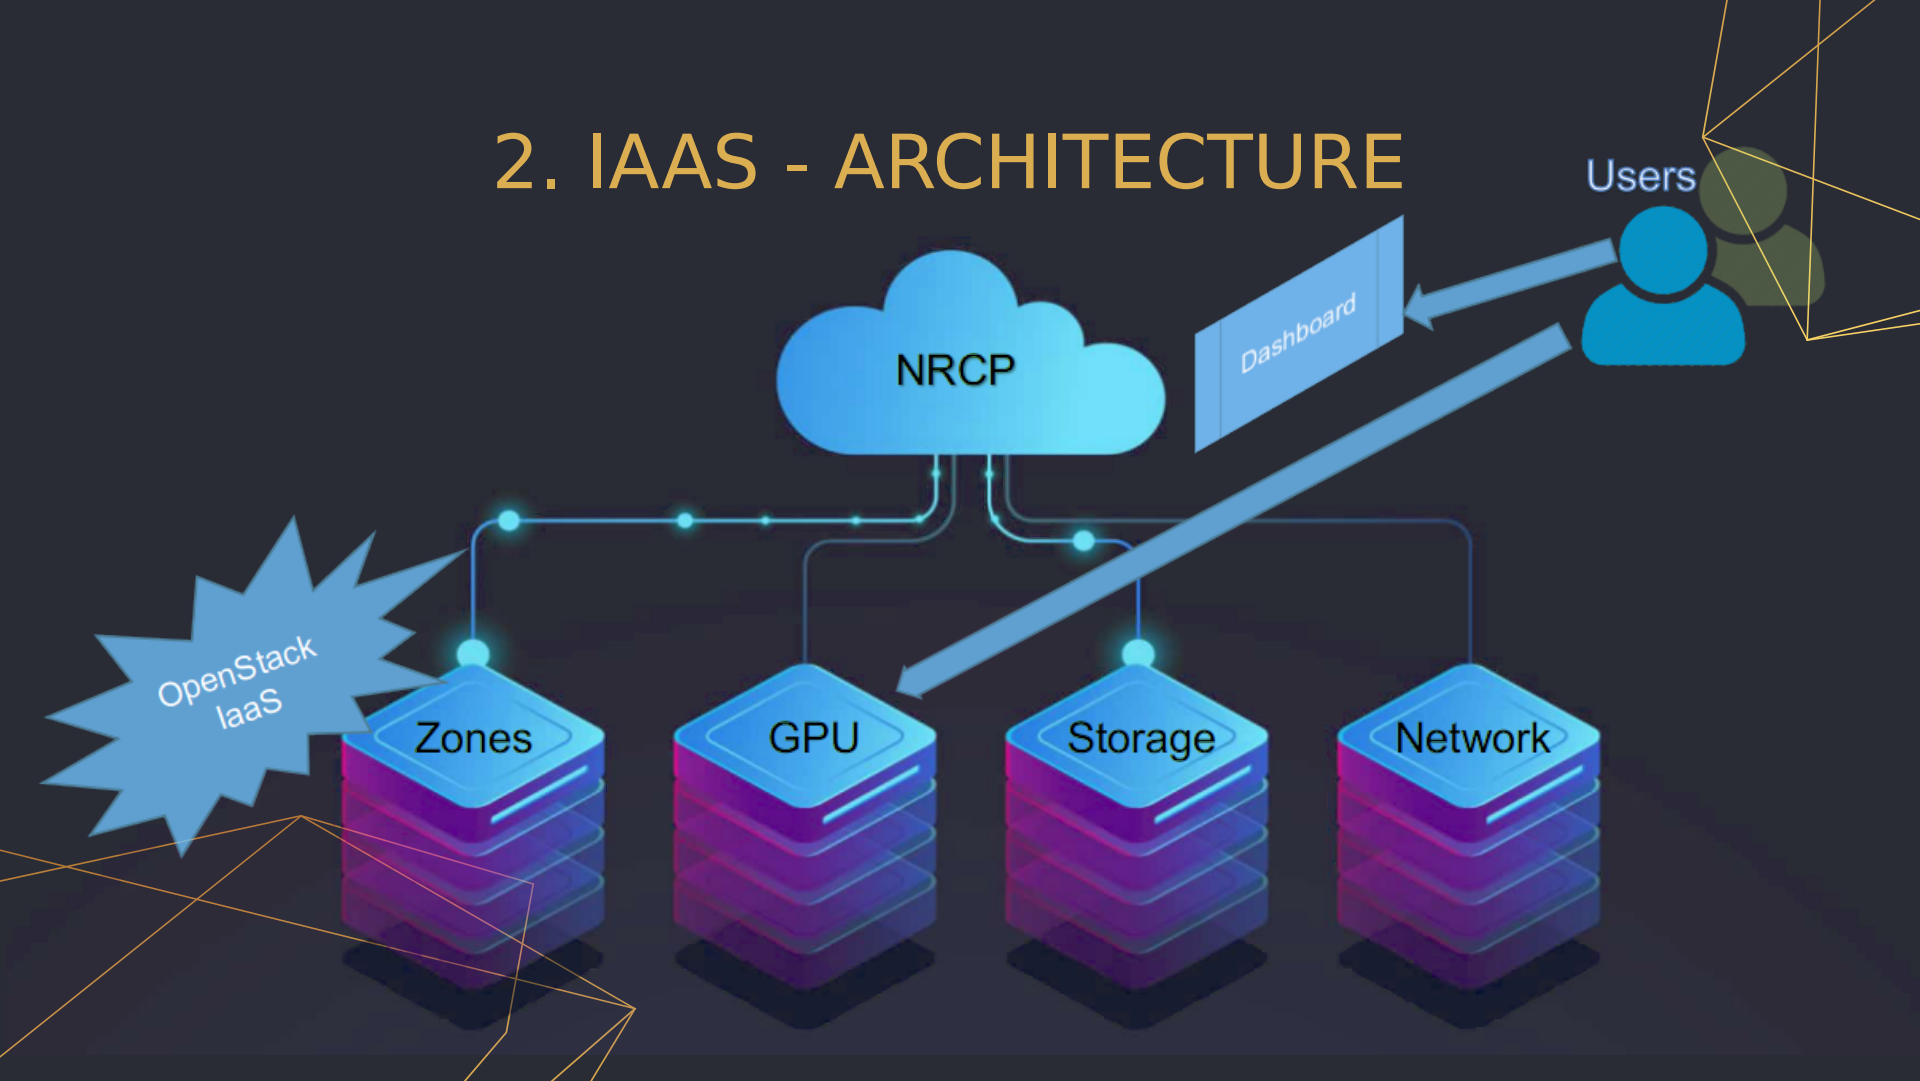 2. IAAS - ARCHITECTURE
Users
Dashboard
NRCP
OpenStack
IaaS
Zones
GPU
Storage
Network